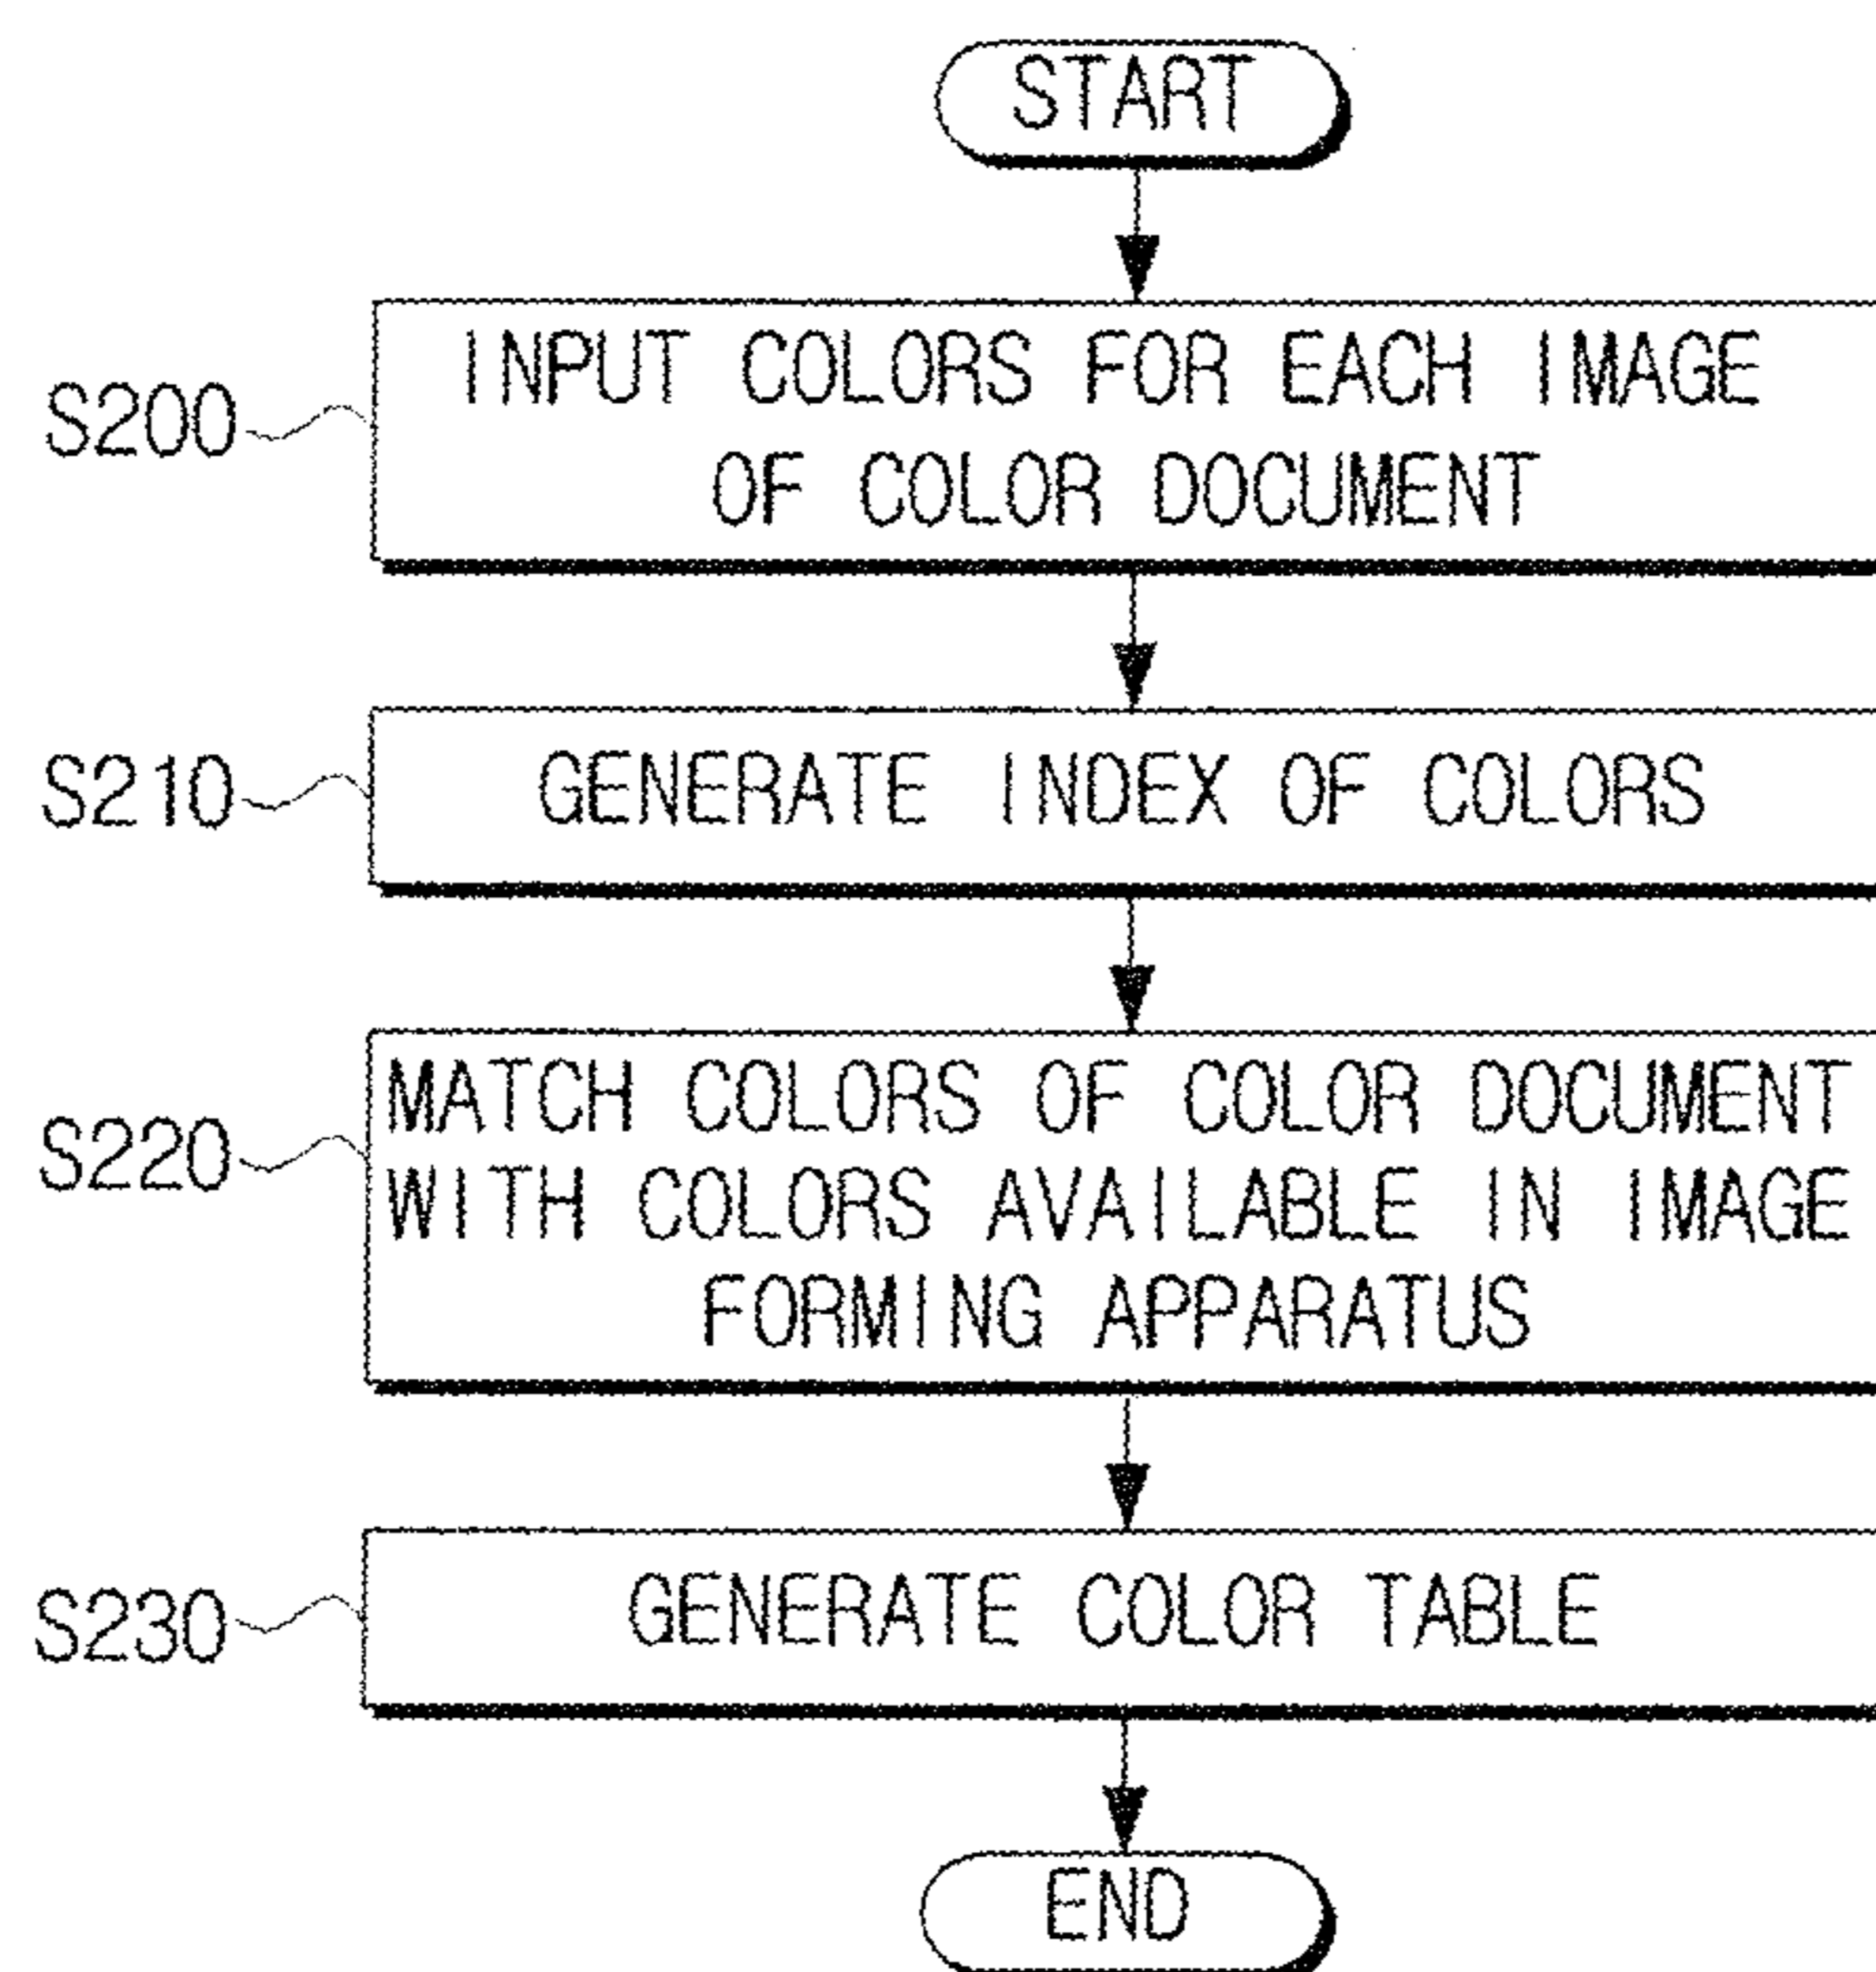 START
S200
INPUT COLORS FOR EACH IMAGE
OF COLOR DOCUMENT
S210
GENERATE INDEX OF COLORS
S220
MATCH COLORS OF COLOR DOCUMENT
WITH COLORS AVAILABLE IN IMAGE
FORMING APPARATUS
S230
GENERATE COLOR TABLE
END